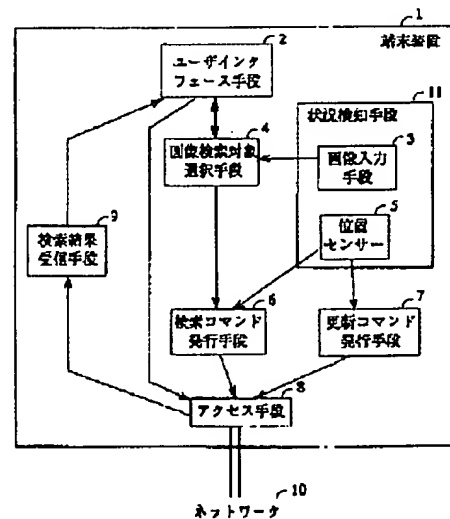 1
端末装置
2
ユーザインタ
フェース手段
11
状況検知手段
4
画像検索対象
選択手段
3
画像入力
手段
9
検索結果
受信手段
5
位置
センサー
6
検索コマンド
発行手段
7
更新コマンド
発行手段
8
アクセス手段
10
ネットワーク